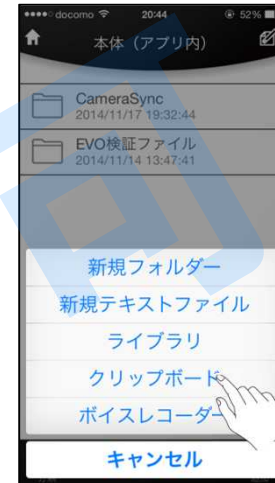 docomo 20:44 52%
本体（アプリ内）
CameraSync
2014/11/17 19:32:44
EVO検証ファイル
2014/11/14 13:47:41
新規フォルダー
新規テキストファイル
ライブラリ
クリップボード
ボイスレコーダー
キャンセル